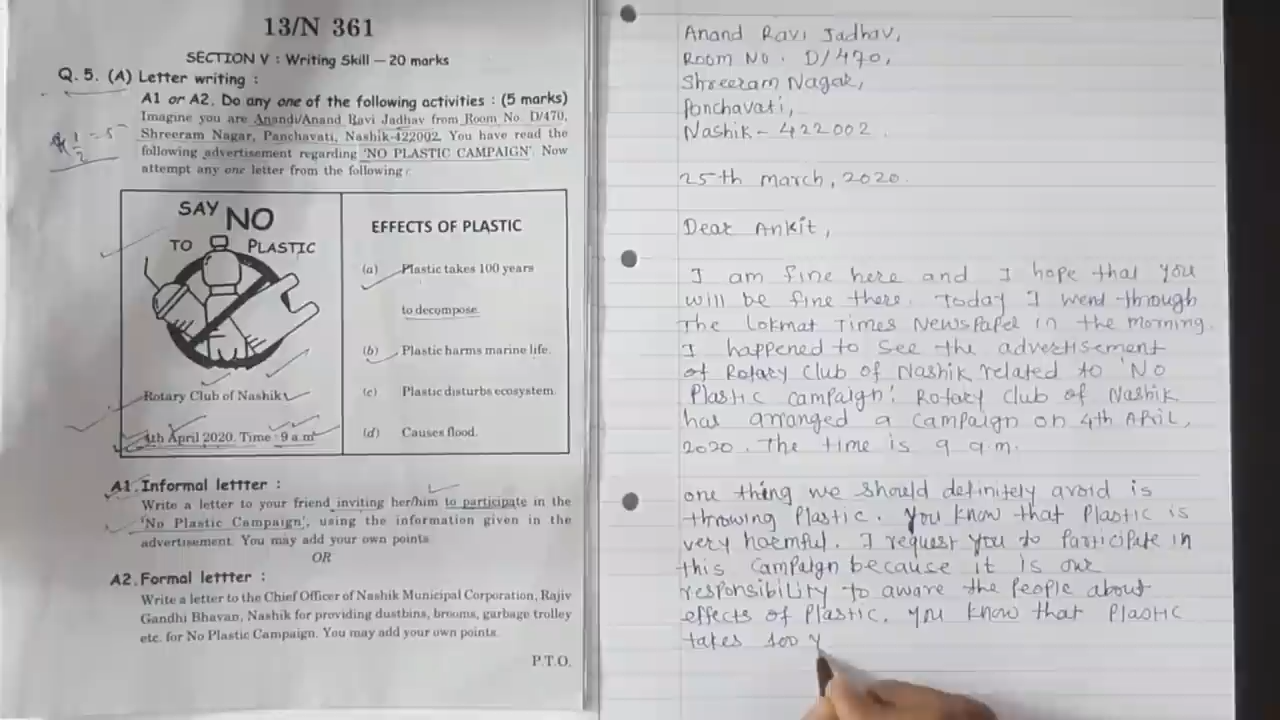 13/N 361
SECTION V : Writing Skill – 20 marks
Q. 5. (A) Letter writing :
A1 or A2. Do any one of the following activities : (5 marks)
Imagine you are Anandi/Anand Ravi Jadhav from Room No. D/470,
Shreeram Nagar, Panchavati, Nashik-422002. You have read the
following advertisement regarding 'NO PLASTIC CAMPAIGN'. Now
attempt any one letter from the following :
SAY NO
TO PLASTIC
Rotary Club of Nashik
4th April 2020. Time : 9 a.m
EFFECTS OF PLASTIC
(a) Plastic takes 100 years
to decompose.
(b) Plastic harms marine life.
(c) Plastic disturbs ecosystem.
(d) Causes flood.
A1. Informal lettter :
Write a letter to your friend inviting her/him to participate in the
'No Plastic Campaign', using the information given in the
advertisement. You may add your own points.
OR
A2. Formal lettter :
Write a letter to the Chief Officer of Nashik Municipal Corporation, Rajiv
Gandhi Bhavan, Nashik for providing dustbins, brooms, garbage trolley
etc. for No Plastic Campaign. You may add your own points.
P.T.O.
Anand Ravi Jadhav,
Room No. D/470,
Shreeram Nagar,
Panchavati,
Nashik - 422002.
25th march, 2020.
Dear Ankit,
I am fine here and I hope that you
will be fine there. Today I went through
The Lokmat Times Newspaper in the morning.
I happened to see the advertisement
of Rotary Club of Nashik related to 'No
Plastic campaign'. Rotary Club of Nashik
has arranged a campaign on 4th April,
2020. The time is 9 a.m.
one thing we should definitely avoid is
throwing Plastic. You know that Plastic is
very harmful. I request you to Participate in
this campaign because it is our
responsibility to aware the people about
effects of Plastic. You know that Plastic
takes 100 y